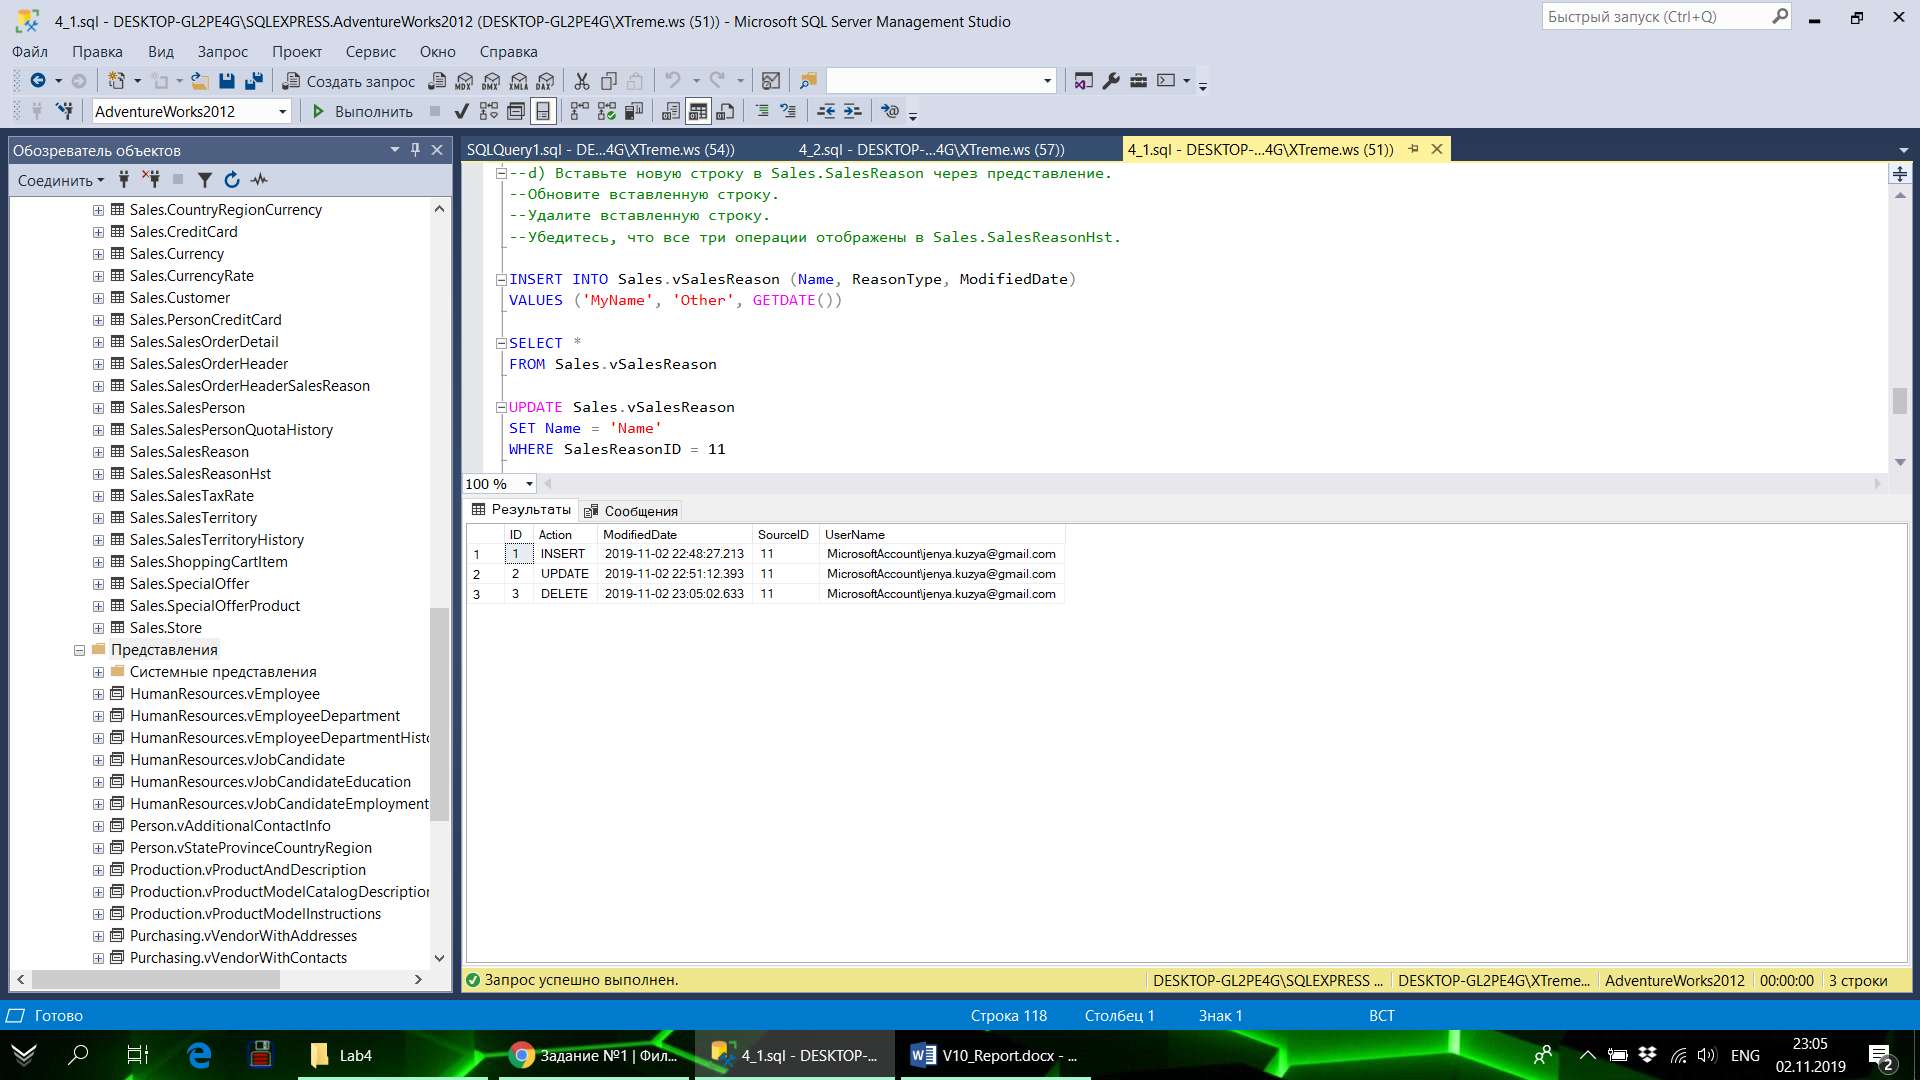 4_1.sql - DESKTOP-GL2PE4G\SQLEXPRESS.AdventureWorks2012 (DESKTOP-GL2PE4G\XTreme.ws (51)) - Microsoft SQL Server Management Studio
Быстрый запуск (Ctrl+Q)
Файл Правка Вид Запрос Проект Сервис Окно Справка
Создать запрос
MDX DMX XMLA DAX
AdventureWorks2012
Выполнить
Обозреватель объектов
Соединить
Sales.CountryRegionCurrency
Sales.CreditCard
Sales.Currency
Sales.CurrencyRate
Sales.Customer
Sales.PersonCreditCard
Sales.SalesOrderDetail
Sales.SalesOrderHeader
Sales.SalesOrderHeaderSalesReason
Sales.SalesPerson
Sales.SalesPersonQuotaHistory
Sales.SalesReason
Sales.SalesReasonHst
Sales.SalesTaxRate
Sales.SalesTerritory
Sales.SalesTerritoryHistory
Sales.ShoppingCartItem
Sales.SpecialOffer
Sales.SpecialOfferProduct
Sales.Store
Представления
Системные представления
HumanResources.vEmployee
HumanResources.vEmployeeDepartment
HumanResources.vEmployeeDepartmentHisto
HumanResources.vJobCandidate
HumanResources.vJobCandidateEducation
HumanResources.vJobCandidateEmployment
Person.vAdditionalContactInfo
Person.vStateProvinceCountryRegion
Production.vProductAndDescription
Production.vProductModelCatalogDescription
Production.vProductModelInstructions
Purchasing.vVendorWithAddresses
Purchasing.vVendorWithContacts
SQLQuery1.sql - DE...4G\XTreme.ws (54)) 4_2.sql - DESKTOP-...4G\XTreme.ws (57)) 4_1.sql - DESKTOP-...4G\XTreme.ws (51))
--d) Вставьте новую строку в Sales.SalesReason через представление.
--Обновите вставленную строку.
--Удалите вставленную строку.
--Убедитесь, что все три операции отображены в Sales.SalesReasonHst.
INSERT INTO Sales.vSalesReason (Name, ReasonType, ModifiedDate)
VALUES ('MyName', 'Other', GETDATE())
SELECT *
FROM Sales.vSalesReason
UPDATE Sales.vSalesReason
SET Name = 'Name'
WHERE SalesReasonID = 11
100 %
Результаты Сообщения
ID Action ModifiedDate SourceID UserName
1 1 INSERT 2019-11-02 22:48:27.213 11 MicrosoftAccount\jenya.kuzya@gmail.com
2 2 UPDATE 2019-11-02 22:51:12.393 11 MicrosoftAccount\jenya.kuzya@gmail.com
3 3 DELETE 2019-11-02 23:05:02.633 11 MicrosoftAccount\jenya.kuzya@gmail.com
Запрос успешно выполнен.
DESKTOP-GL2PE4G\SQLEXPRESS ... DESKTOP-GL2PE4G\XTreme... AdventureWorks2012 00:00:00 3 строки
Готово Строка 118 Столбец 1 Знак 1 ВСТ
Lab4
Задание №1 | Фил...
4_1.sql - DESKTOP-...
V10_Report.docx - ...
ENG
23:05
02.11.2019
2